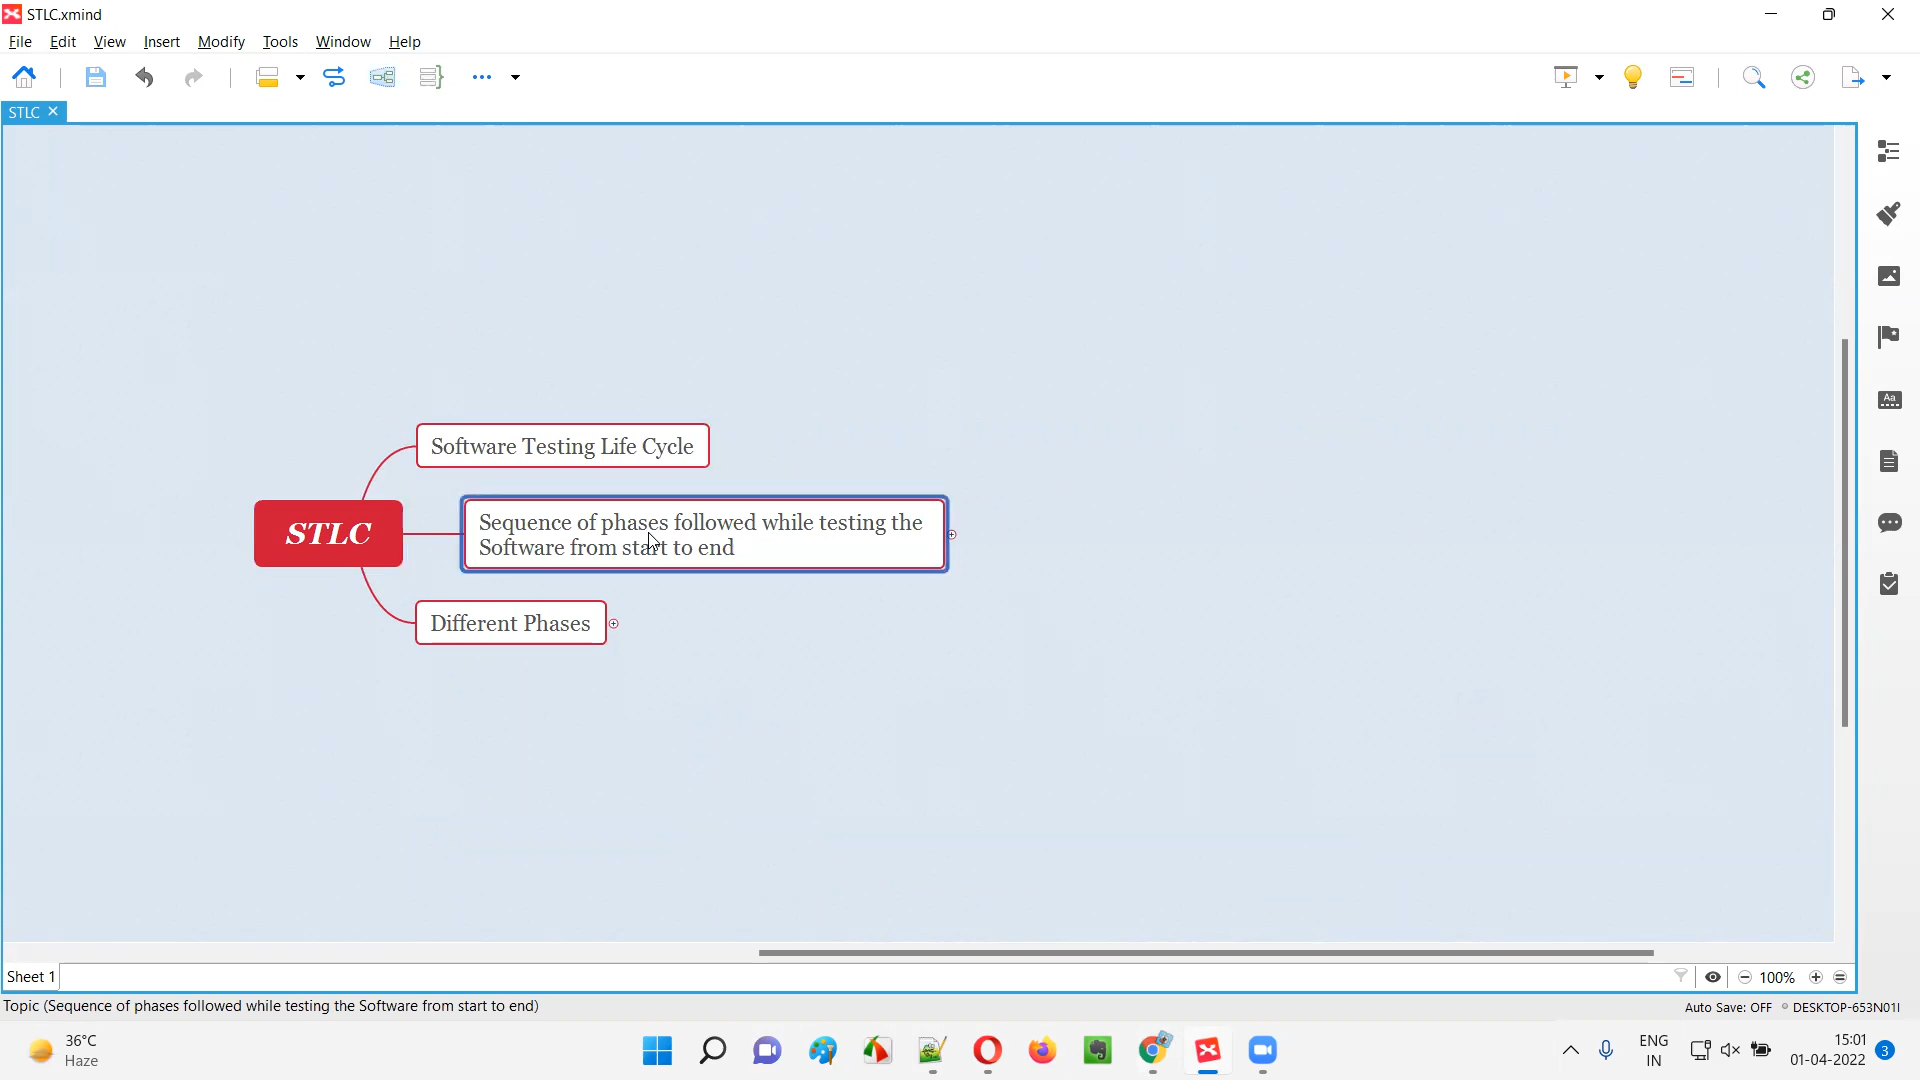 STLC.xmind
File Edit View Insert Modify Tools Window Help
STLC
Software Testing Life Cycle
STLC
Sequence of phases followed while testing the
Software from start to end
Different Phases
Aa
Sheet 1
100%
Topic (Sequence of phases followed while testing the Software from start to end)
Auto Save: OFF
DESKTOP-653N01I
36°C
Haze
ENG
IN
15:01
01-04-2022
3